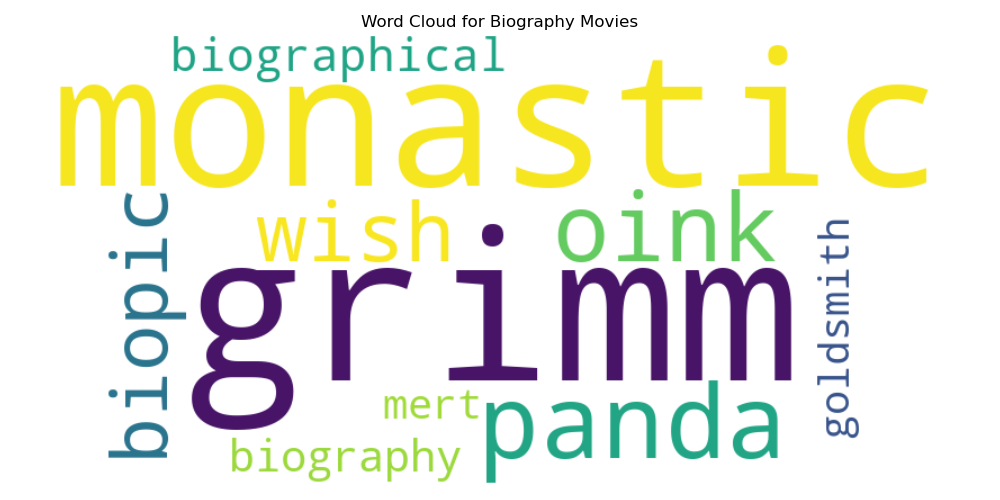 Word Cloud for Biography Movies
biographical
monastic
biopic
wish
oink
grimm
goldsmith
mert
panda
biography